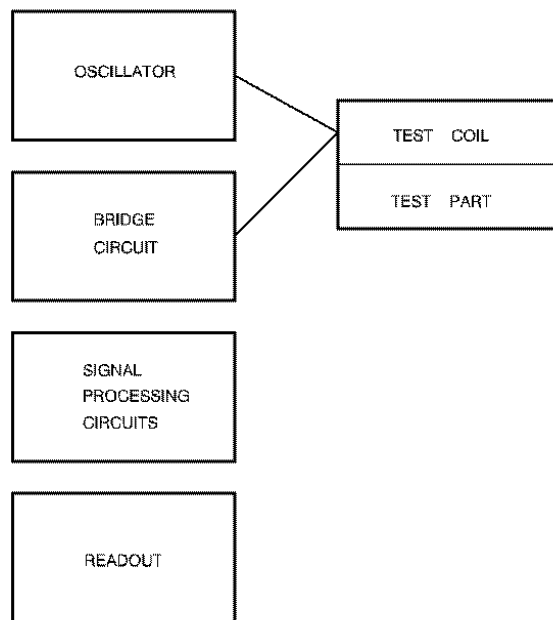 OSCILLATOR
TEST COIL
TEST PART
BRIDGE
CIRCUIT
SIGNAL
PROCESSING
CIRCUITS
READOUT